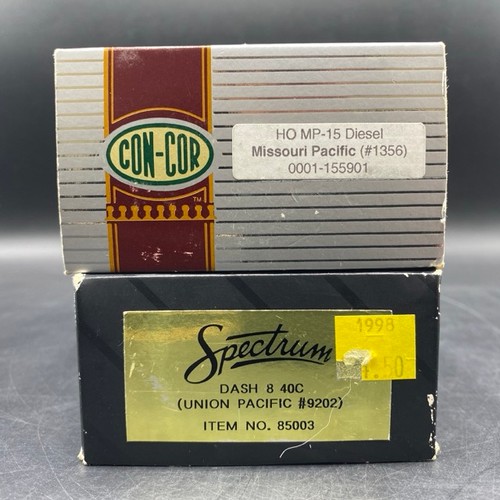 CON-COR
TM
HO MP-15 Diesel
Missouri Pacific (#1356)
0001-155901
Spectrum
DASH 8 40C
(UNION PACIFIC #9202)
ITEM NO. 85003
1998